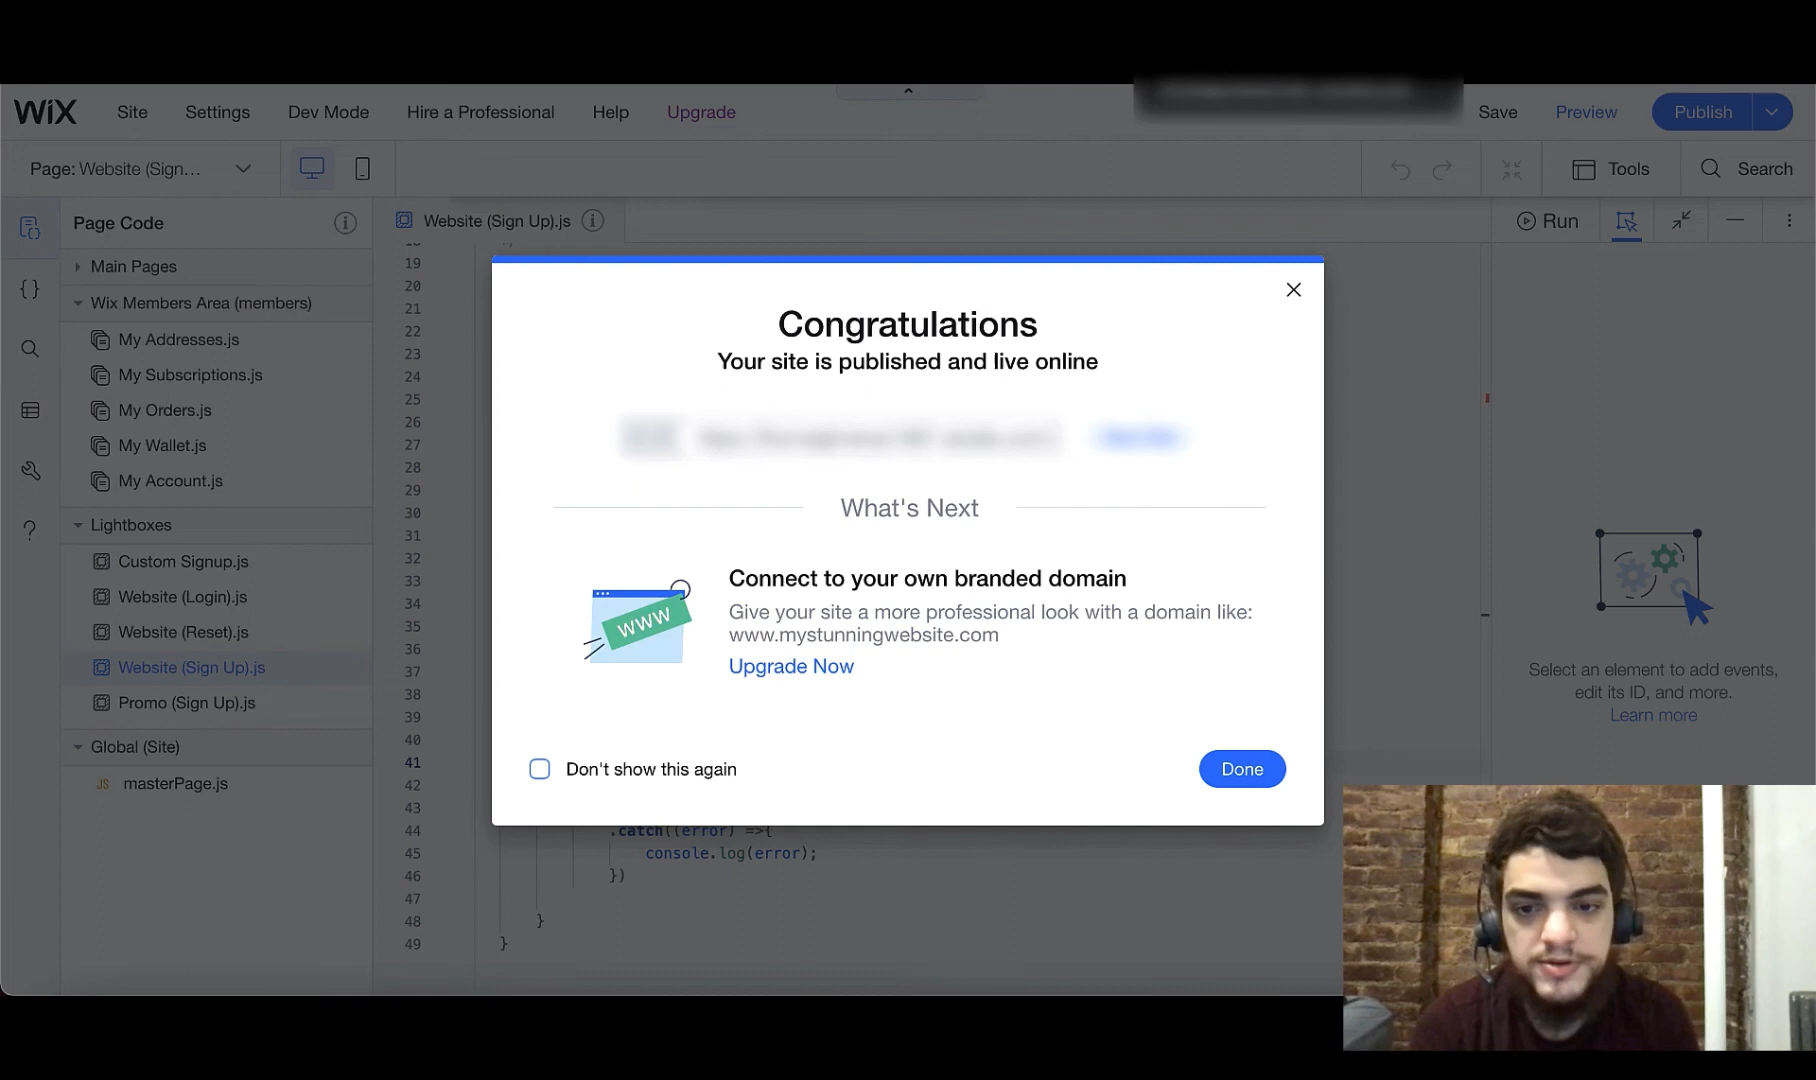 WiX Site Settings Dev Mode Hire a Professional Help Upgrade Save Preview Publish
Page: Website (Sign... Tools Search
Page Code
Website (Sign Up).js
Run
Main Pages
Wix Members Area (members)
My Addresses.js
My Subscriptions.js
My Orders.js
My Wallet.js
My Account.js
Lightboxes
Custom Signup.js
Website (Login).js
Website (Reset).js
Website (Sign Up).js
Promo (Sign Up).js
Global (Site)
JS masterPage.js
19
20
21
22
23
24
25
26
27
28
29
30
31
32
33
34
35
36
37
38
39
40
41
42
43
44 .catch((error) =>{
45 console.log(error);
46 })
47
48 }
49 }
Congratulations
Your site is published and live online
What's Next
WWW
Connect to your own branded domain
Give your site a more professional look with a domain like:
www.mystunningwebsite.com
Upgrade Now
Don't show this again
Done
Select an element to add events,
edit its ID, and more.
Learn more